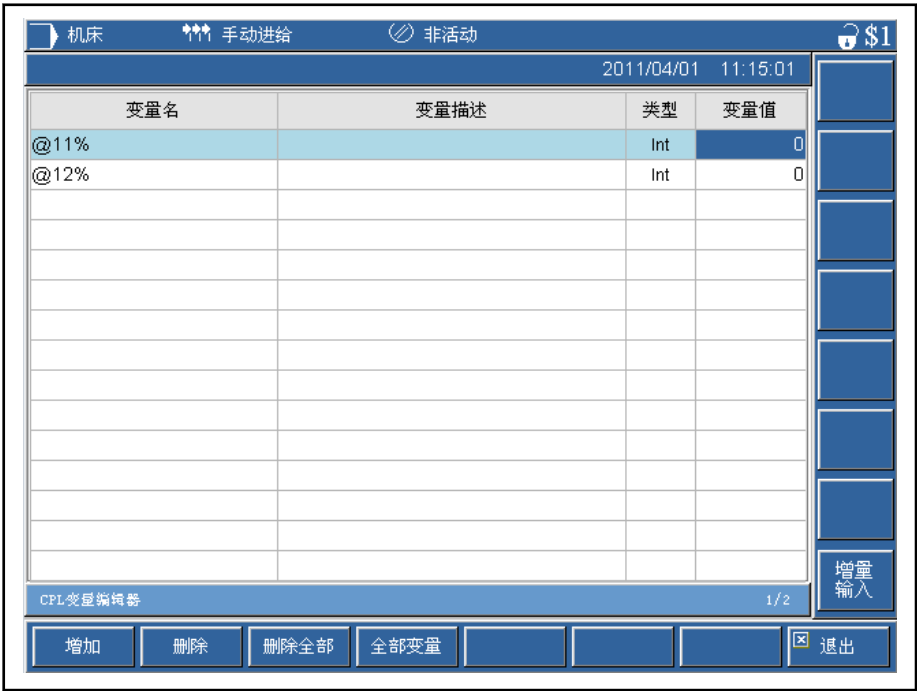 机床 手动进给 非活动 $1
2011/04/01 11:15:01
变量名 变量描述 类型 变量值
@11% Int 0
@12% Int 0
增量
输入
CPL变量编辑器 1/2
增加 删除 删除全部 全部变量 退出